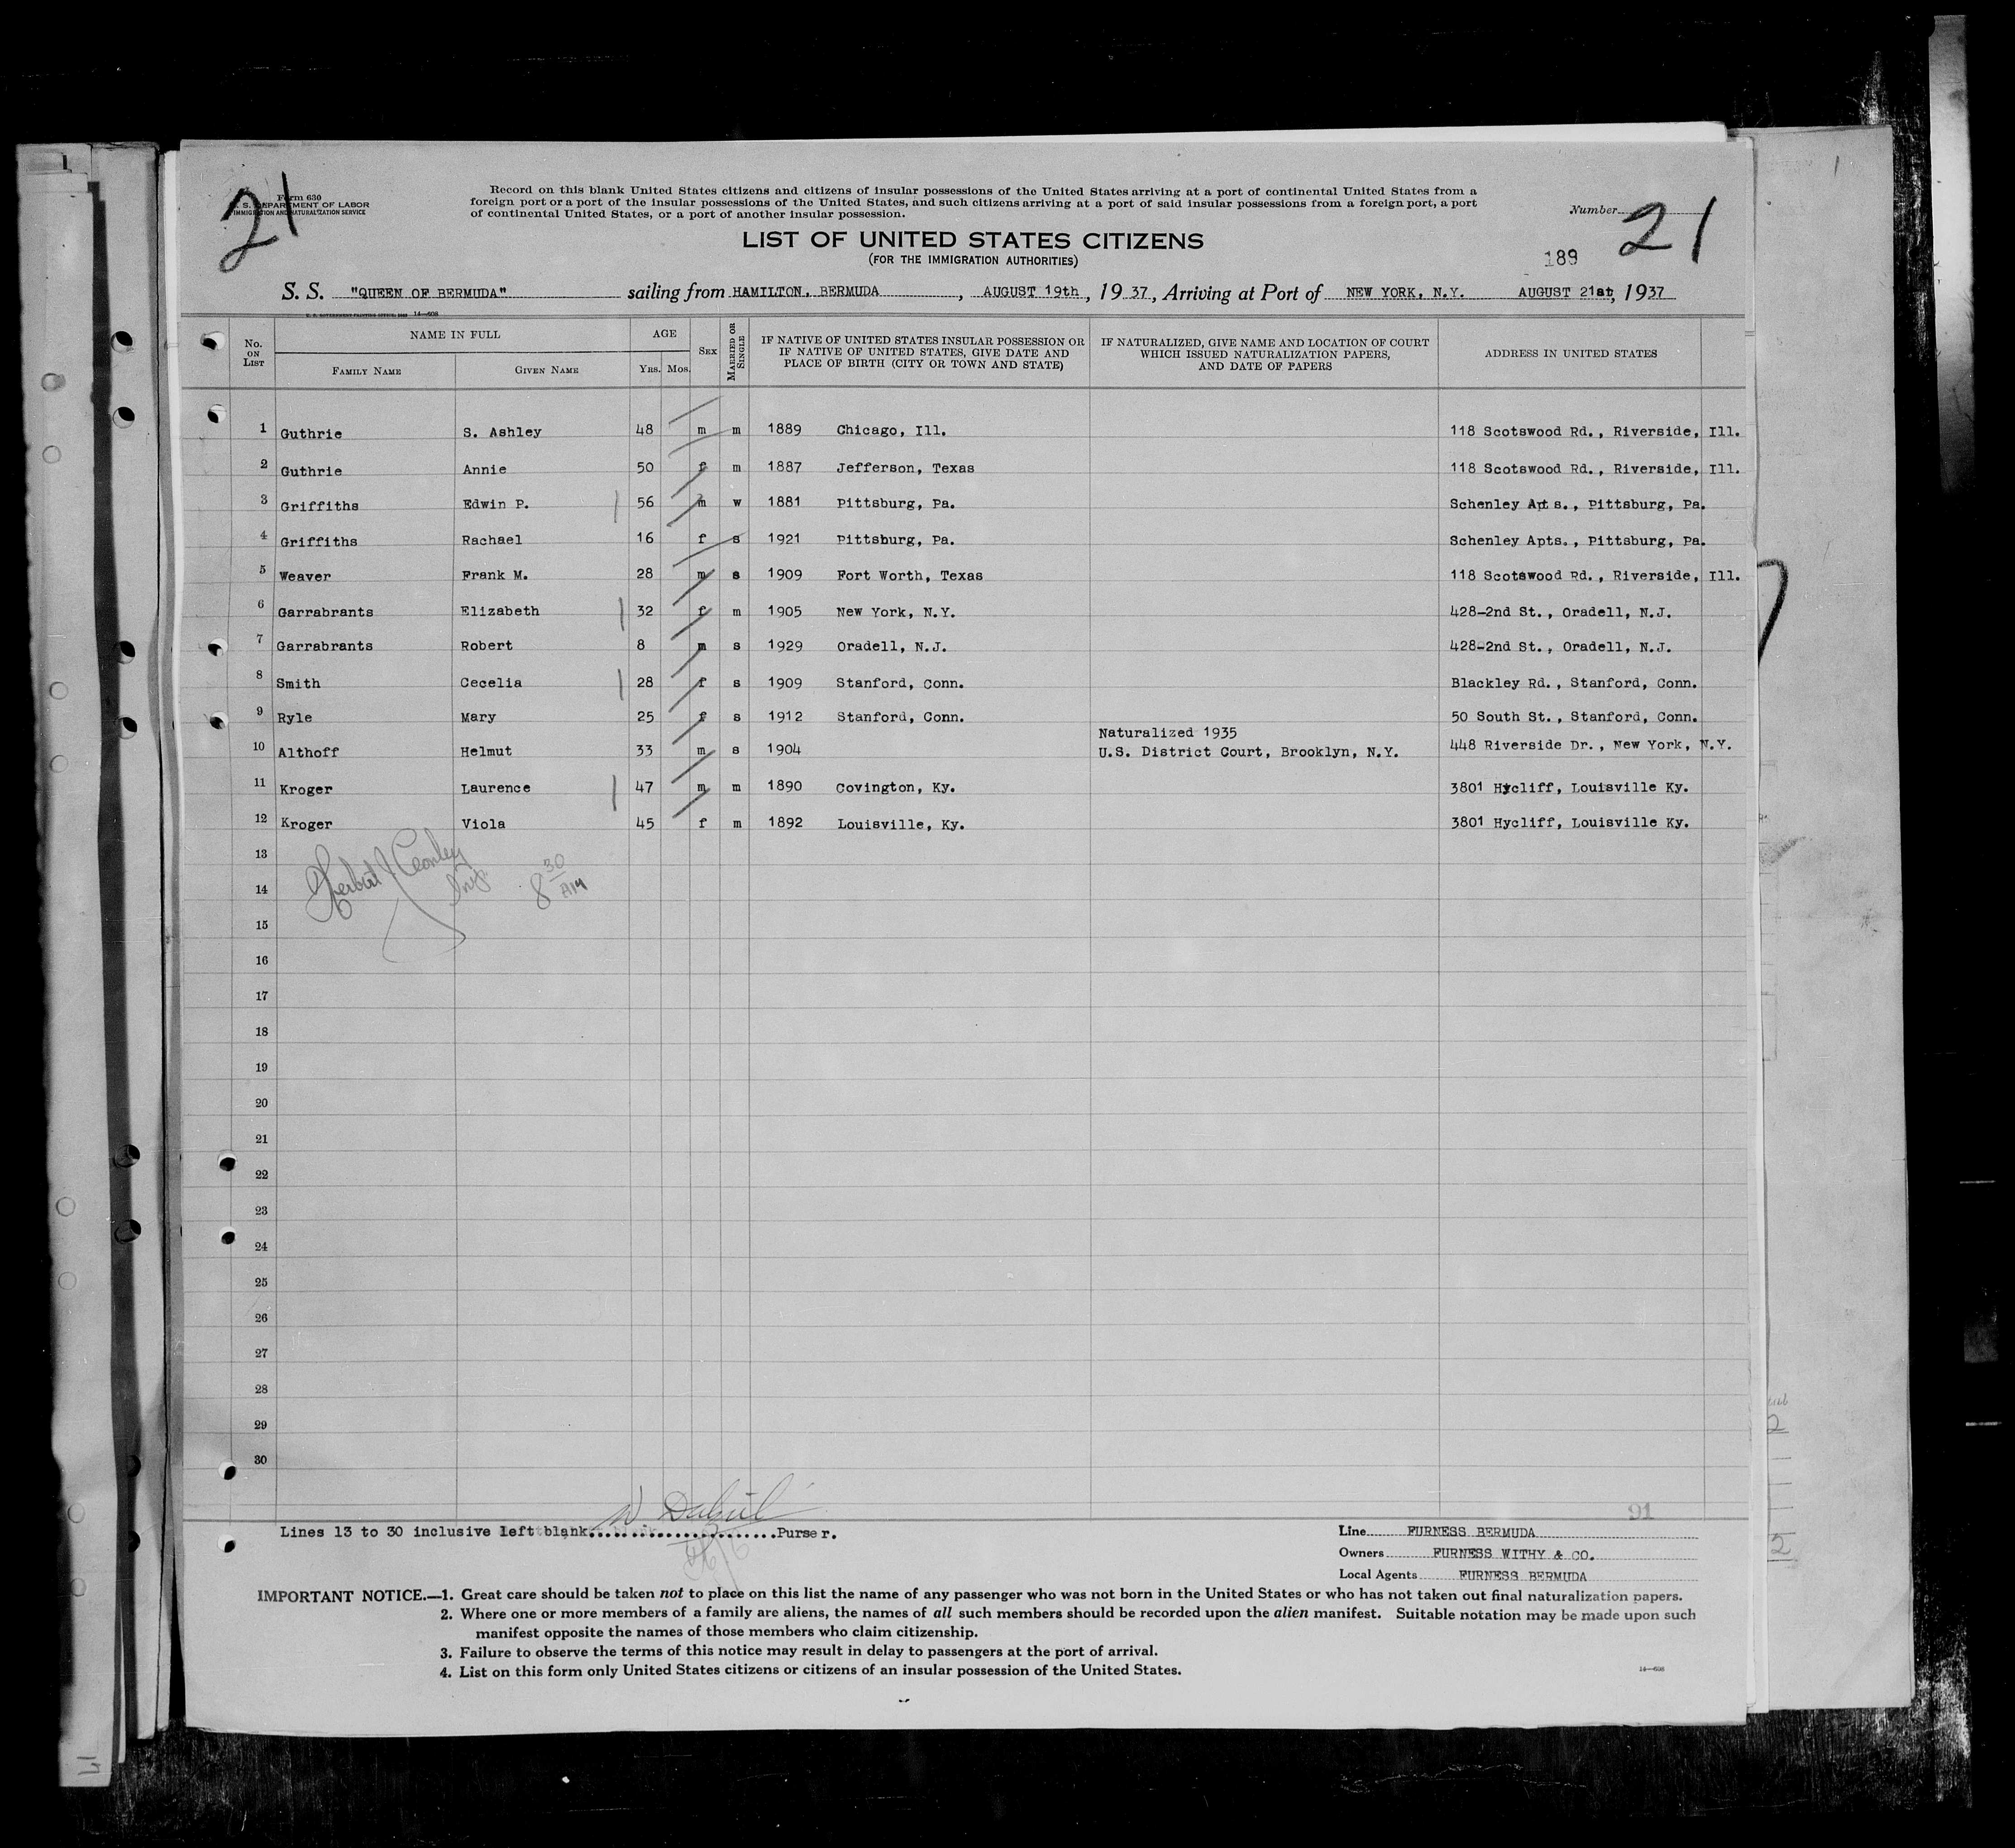 21
Form 630
U. S. DEPARTMENT OF LABOR
IMMIGRATION AND NATURALIZATION SERVICE
Record on this blank United States citizens and citizens of insular possessions of the United States arriving at a port of continental United States from a
foreign port or a port of the insular possessions of the United States, and such citizens arriving at a port of said insular possessions from a foreign port, a port
of continental United States, or a port of another insular possession.
Number 21
LIST OF UNITED STATES CITIZENS
(FOR THE IMMIGRATION AUTHORITIES)
189
S. S. "QUEEN OF BERMUDA" sailing from HAMILTON, BERMUDA, AUGUST 19th, 1937, Arriving at Port of NEW YORK, N.Y. AUGUST 21st, 1937
14—608
No. ON LIST NAME IN FULL AGE SEX MARRIED OR SINGLE IF NATIVE OF UNITED STATES INSULAR POSSESSION OR IF NATIVE OF UNITED STATES, GIVE DATE AND PLACE OF BIRTH (CITY OR TOWN AND STATE) IF NATURALIZED, GIVE NAME AND LOCATION OF COURT WHICH ISSUED NATURALIZATION PAPERS, AND DATE OF PAPERS ADDRESS IN UNITED STATES
FAMILY NAME GIVEN NAME YRS. MOS.
1 Guthrie S. Ashley 48 m m 1889 Chicago, Ill. 118 Scotswood Rd., Riverside, Ill.
2 Guthrie Annie 50 f m 1887 Jefferson, Texas 118 Scotswood Rd., Riverside, Ill.
3 Griffiths Edwin P. 56 m w 1881 Pittsburg, Pa. Schenley Apts., Pittsburg, Pa.
4 Griffiths Rachael 16 f s 1921 Pittsburg, Pa. Schenley Apts., Pittsburg, Pa.
5 Weaver Frank M. 28 m s 1909 Fort Worth, Texas 118 Scotswood Rd., Riverside, Ill.
6 Garrabrants Elizabeth 32 f m 1905 New York, N.Y. 428-2nd St., Oradell, N.J.
7 Garrabrants Robert 8 m s 1929 Oradell, N.J. 428-2nd St., Oradell, N.J.
8 Smith Cecelia 28 f s 1909 Stanford, Conn. Blackley Rd., Stanford, Conn.
9 Ryle Mary 25 f s 1912 Stanford, Conn. 50 South St., Stanford, Conn.
Naturalized 1935
10 Althoff Helmut 33 m s 1904 U.S. District Court, Brooklyn, N.Y. 448 Riverside Dr., New York, N.Y.
11 Kroger Laurence 47 m m 1890 Covington, Ky. 3801 Hycliff, Louisville Ky.
12 Kroger Viola 45 f m 1892 Louisville, Ky. 3801 Hycliff, Louisville Ky.
13
14 8 30 AM
15
16
17
18
19
20
21
22
23
24
25
26
27
28
29
30
91
Lines 13 to 30 inclusive left blank. Purser.
Line FURNESS BERMUDA
Owners FURNESS WITHY & CO.
Local Agents FURNESS BERMUDA
IMPORTANT NOTICE.—1. Great care should be taken not to place on this list the name of any passenger who was not born in the United States or who has not taken out final naturalization papers.
2. Where one or more members of a family are aliens, the names of all such members should be recorded upon the alien manifest. Suitable notation may be made upon such
manifest opposite the names of those members who claim citizenship.
3. Failure to observe the terms of this notice may result in delay to passengers at the port of arrival.
4. List on this form only United States citizens or citizens of an insular possession of the United States.
14—608